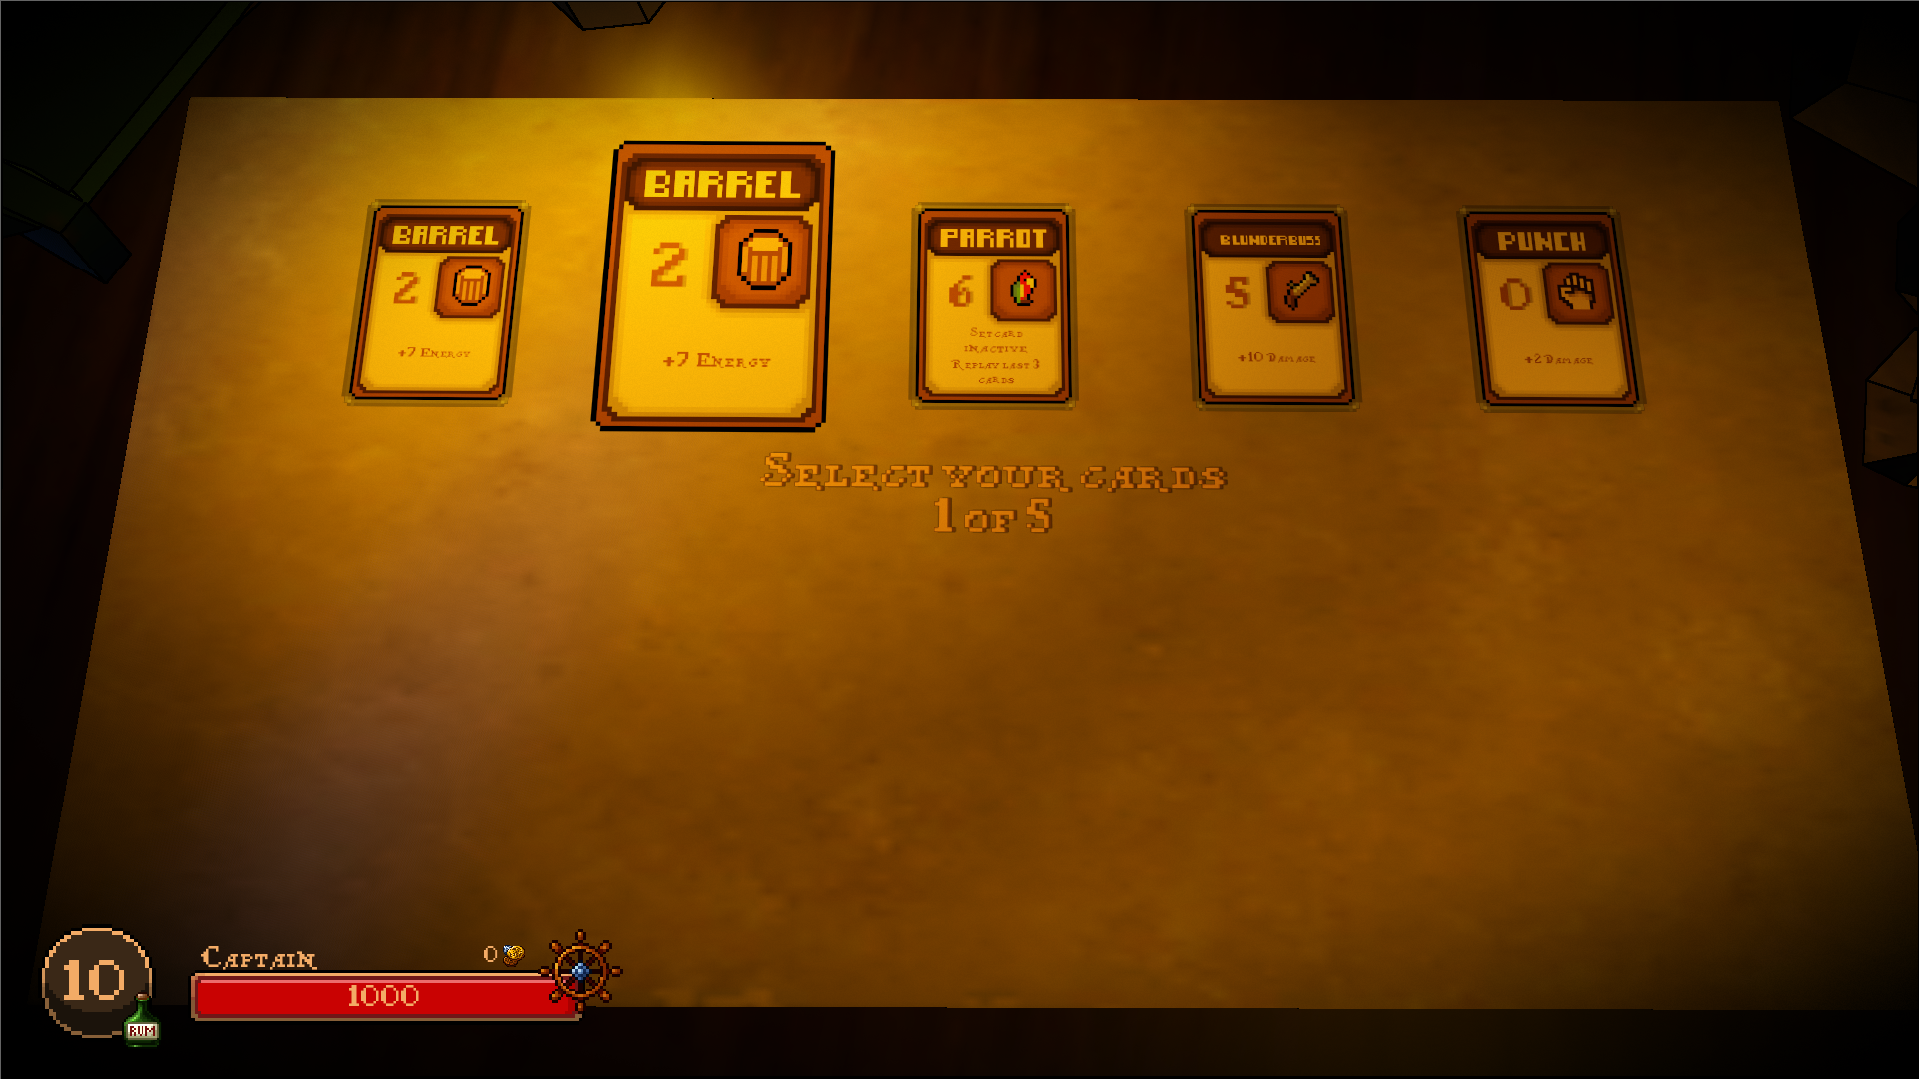 BARREL
2
+7 Energy
BARREL
2
+7 Energy
PARROT
6
Set card
inactive
Replay last 3
cards
BLUNDERBUSS
5
+10 Damage
PUNCH
0
+2 Damage
Select your cards
1 of 5
10
RUM
Captain
0
1000